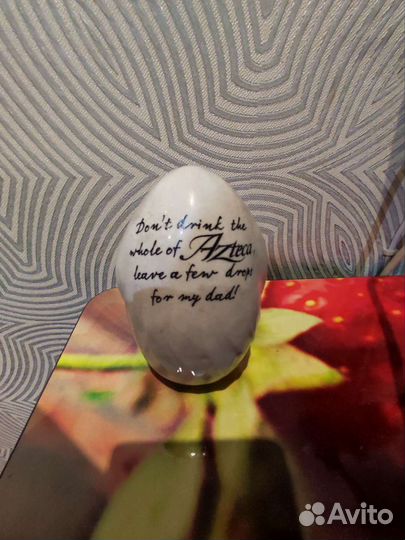 Don't drink the
whole of Azteca,
leave a few drops
for my dad!
Avito